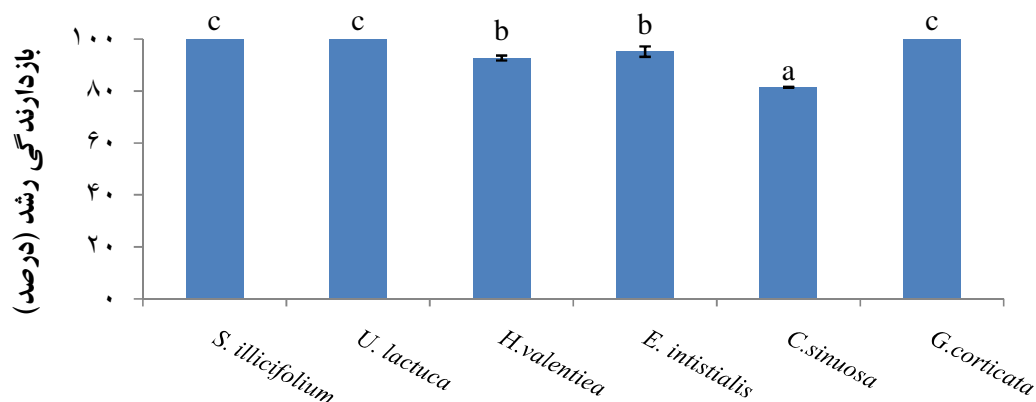 c c b b a c
۱۰۰
۸۰
۶۰
۴۰
۲۰
۰
بازدارندگی رشد (درصد)
S. illicifolium
U. lactuca
H.valentiea
E. intistialis
C.sinuosa
G.corticata